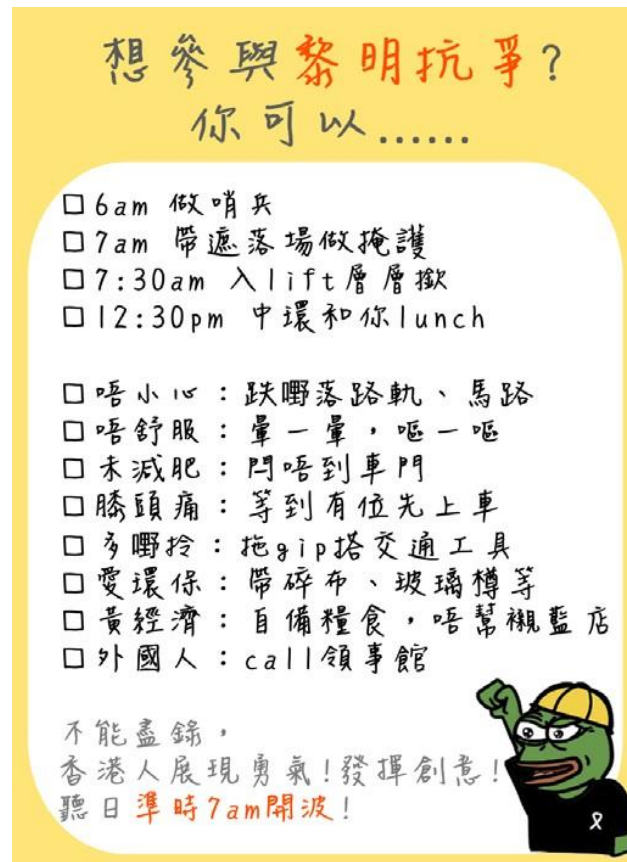 想參與黎明抗爭?
你可以......
□6am 做哨兵
□7am 帶遮落場做掩護
□7:30am 入lift層層撳
□12:30pm 中環和你lunch
□唔小心:跌嘢落路軌、馬路
□唔舒服:暈一暈,嘔一嘔
□未減肥:閂唔到車門
□膝頭痛:等到有位先上車
□多嘢拎:拖gip搭交通工具
□愛環保:帶碎布、玻璃樽等
□黃經濟:自備糧食,唔幫襯藍店
□外國人:call領事館
不能盡錄,
香港人展現勇氣!發揮創意!
聽日準時7am開波!